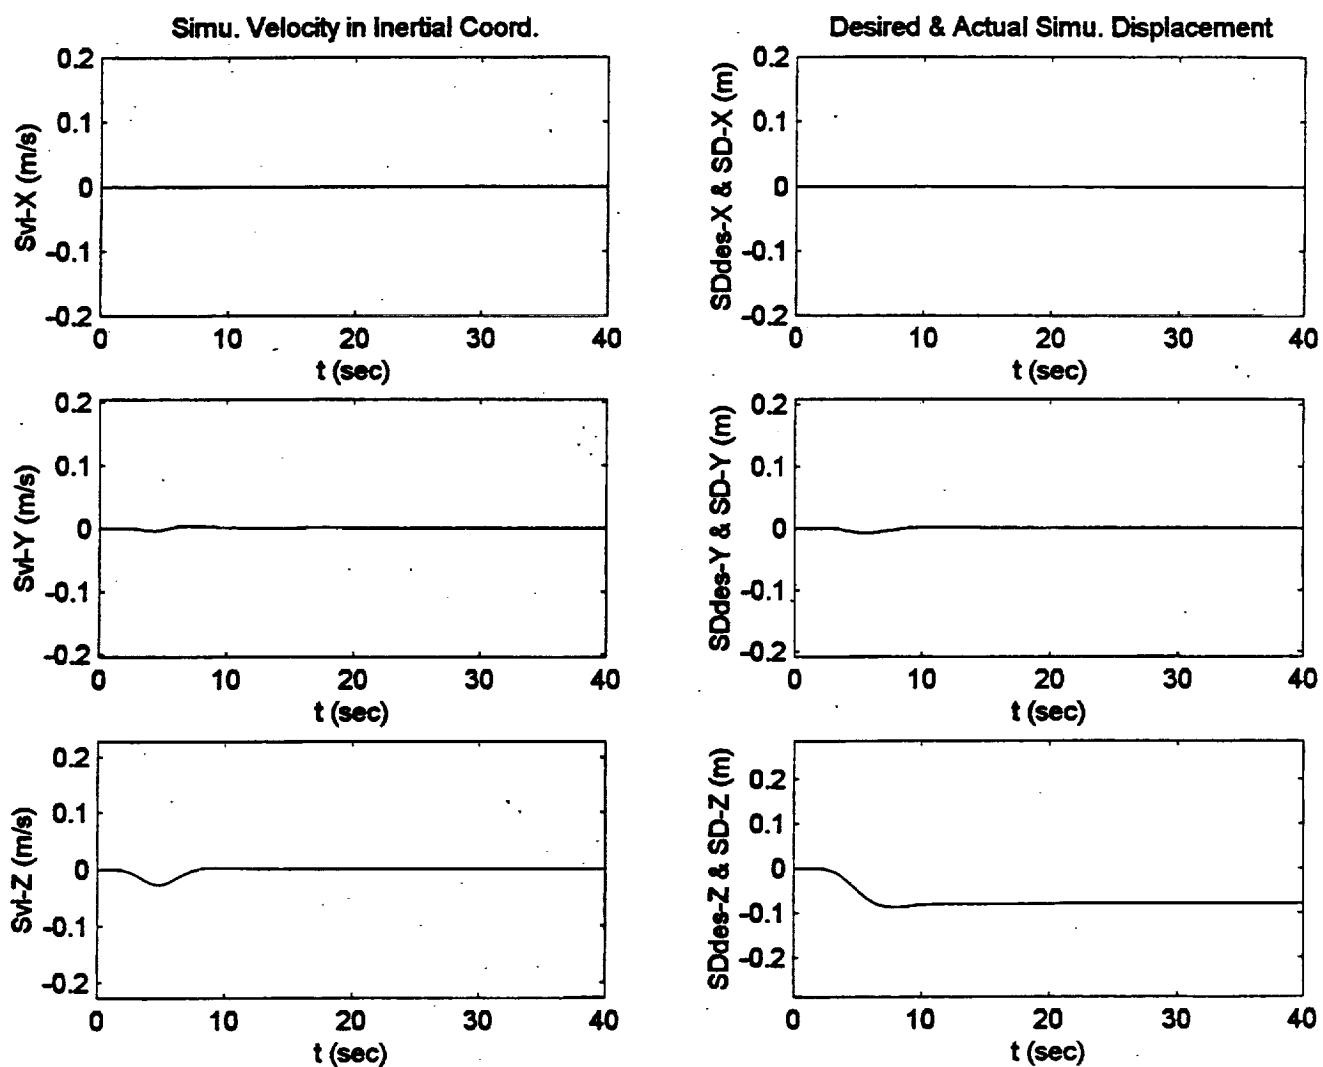 Simu. Velocity in Inertial Coord.
Svi-X (m/s)
0.2
0.1
0
-0.1
-0.2
0 10 20 30 40
t (sec)
Desired & Actual Simu. Displacement
SDdes-X & SD-X (m)
0.2
0.1
0
-0.1
-0.2
0 10 20 30 40
t (sec)
Svi-Y (m/s)
0.2
0.1
0
-0.1
-0.2
0 10 20 30 40
t (sec)
SDdes-Y & SD-Y (m)
0.2
0.1
0
-0.1
-0.2
0 10 20 30 40
t (sec)
Svi-Z (m/s)
0.2
0.1
0
-0.1
-0.2
0 10 20 30 40
t (sec)
SDdes-Z & SD-Z (m)
0.2
0.1
0
-0.1
-0.2
0 10 20 30 40
t (sec)